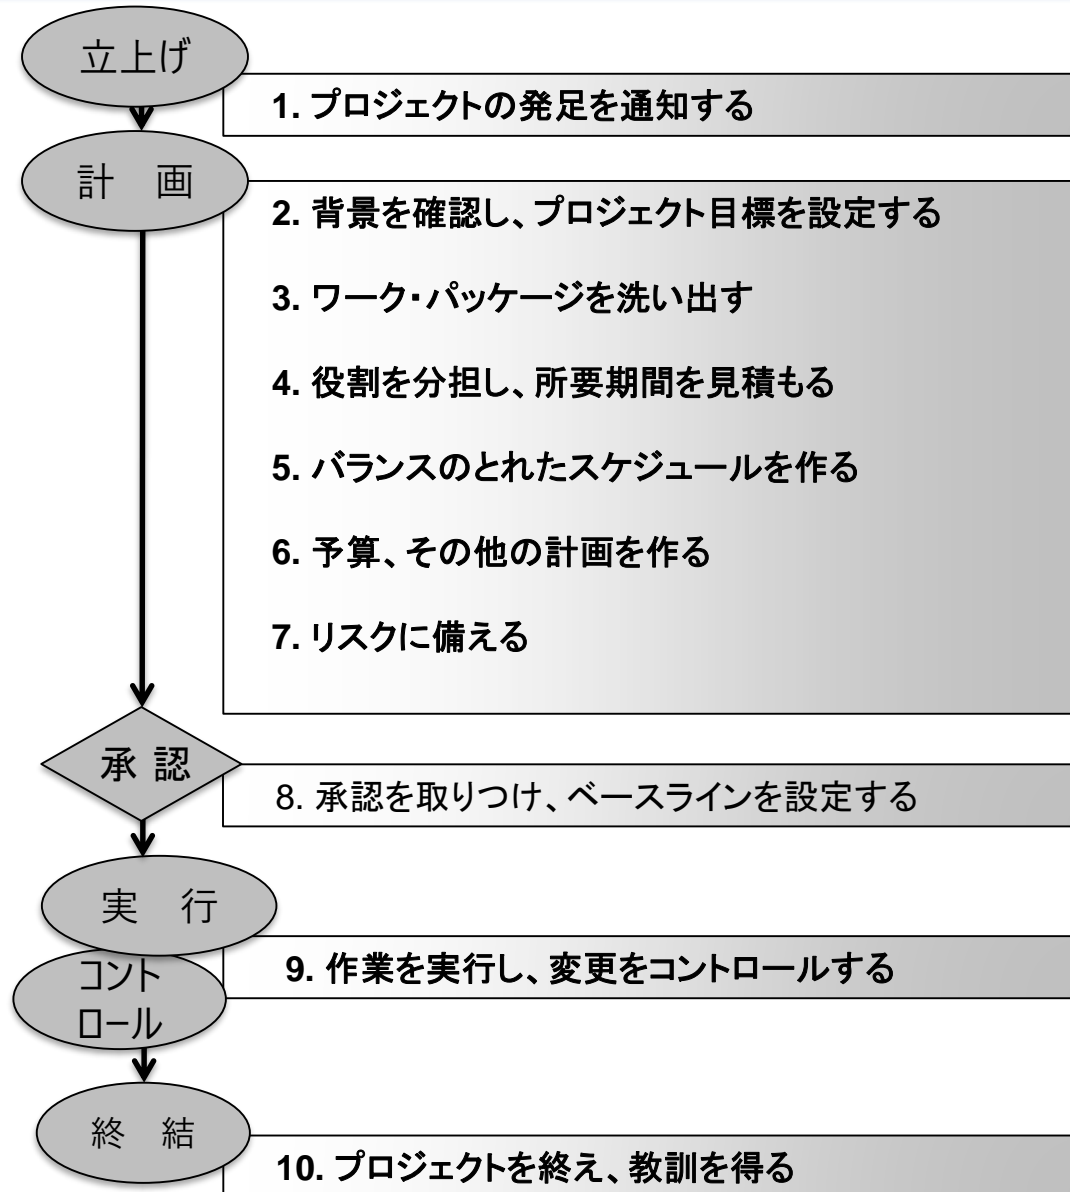 立上げ
1. プロジェクトの発足を通知する
計　画
2. 背景を確認し、プロジェクト目標を設定する
3. ワーク・パッケージを洗い出す
4. 役割を分担し、所要期間を見積もる
5. バランスのとれたスケジュールを作る
6. 予算、その他の計画を作る
7. リスクに備える
承 認
8. 承認を取りつけ、ベースラインを設定する
実　行
9. 作業を実行し、変更をコントロールする
コント
ロール
終　結
10. プロジェクトを終え、教訓を得る